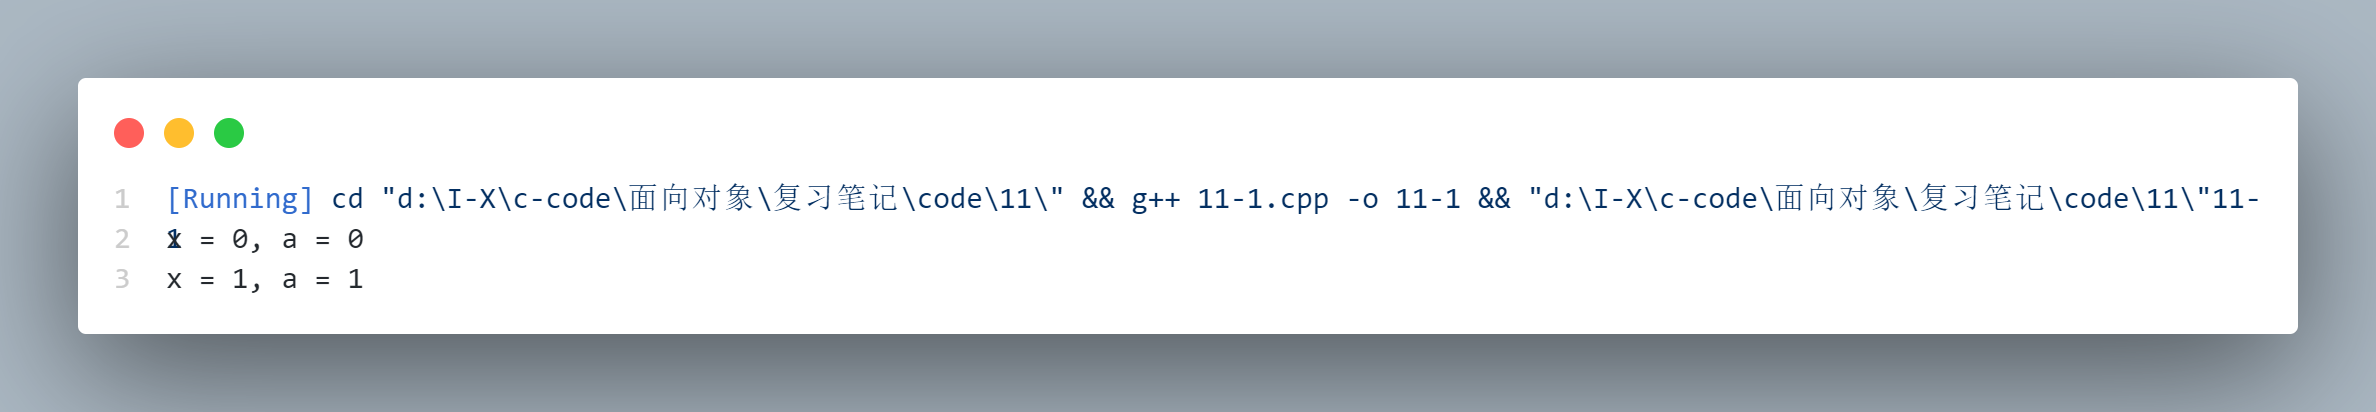 1 [Running] cd "d:\I-X\c-code\面向对象\复习笔记\code\11\" && g++ 11-1.cpp -o 11-1 && "d:\I-X\c-code\面向对象\复习笔记\code\11\"11-1
2 x = 0, a = 0
3 x = 1, a = 1